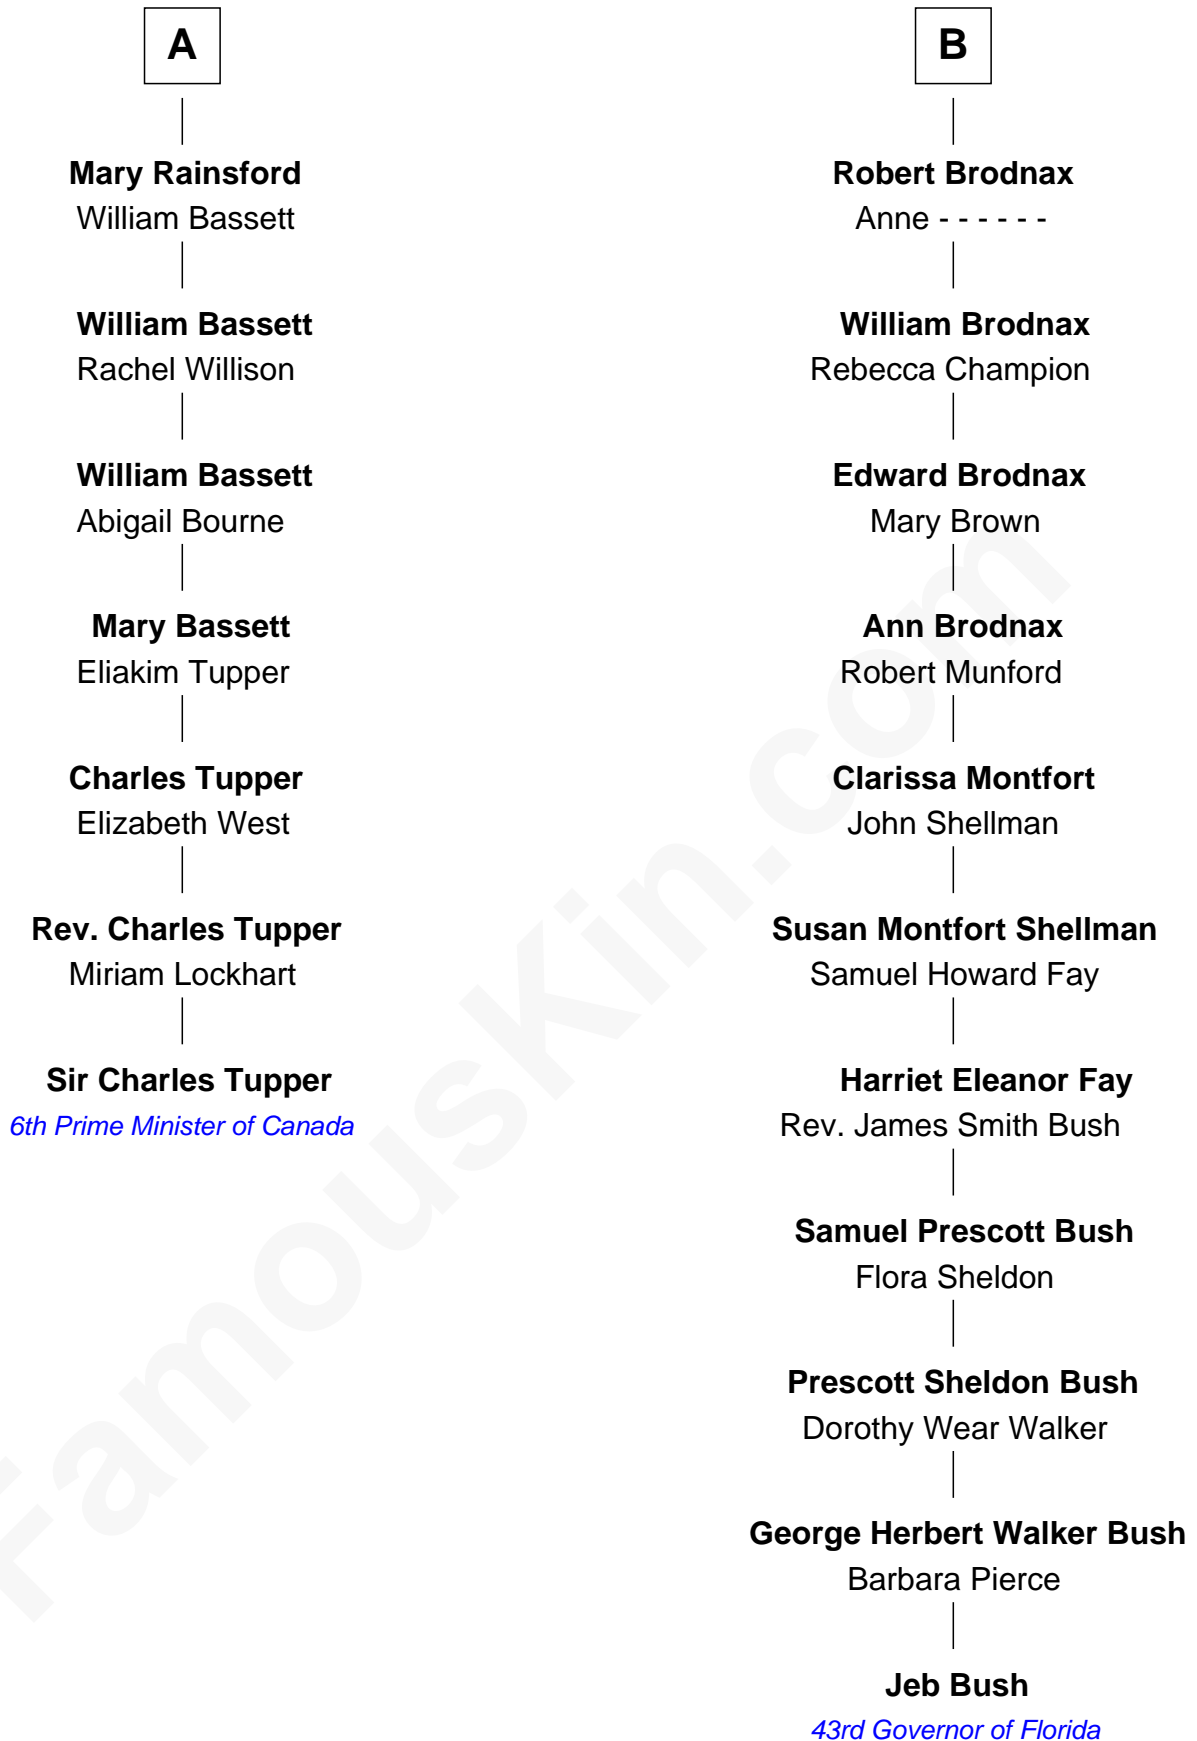 A
Mary Rainsford
William Bassett
William Bassett
Rachel Willison
William Bassett
Abigail Bourne
Mary Bassett
Eliakim Tupper
Charles Tupper
Elizabeth West
Rev. Charles Tupper
Miriam Lockhart
Sir Charles Tupper
6th Prime Minister of Canada
B
Robert Brodnax
Anne - - - - - -
William Brodnax
Rebecca Champion
Edward Brodnax
Mary Brown
Ann Brodnax
Robert Munford
Clarissa Montfort
John Shellman
Susan Montfort Shellman
Samuel Howard Fay
Harriet Eleanor Fay
Rev. James Smith Bush
Samuel Prescott Bush
Flora Sheldon
Prescott Sheldon Bush
Dorothy Wear Walker
George Herbert Walker Bush
Barbara Pierce
Jeb Bush
43rd Governor of Florida
FamousKin.com